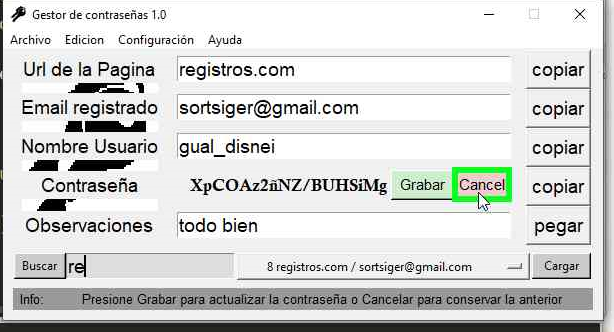 Gestor de contraseñas 1.0
Archivo Edicion Configuración Ayuda
Url de la Pagina registros.com copiar
Email registrado sortsiger@gmail.com copiar
Nombre Usuario gual_disnei copiar
Contraseña XpCOAz2ñNZ/BUHSiMg Grabar Cancel copiar
Observaciones todo bien pegar
Buscar re 8 registros.com / sortsiger@gmail.com Cargar
Info: Presione Grabar para actualizar la contraseña o Cancelar para conservar la anterior